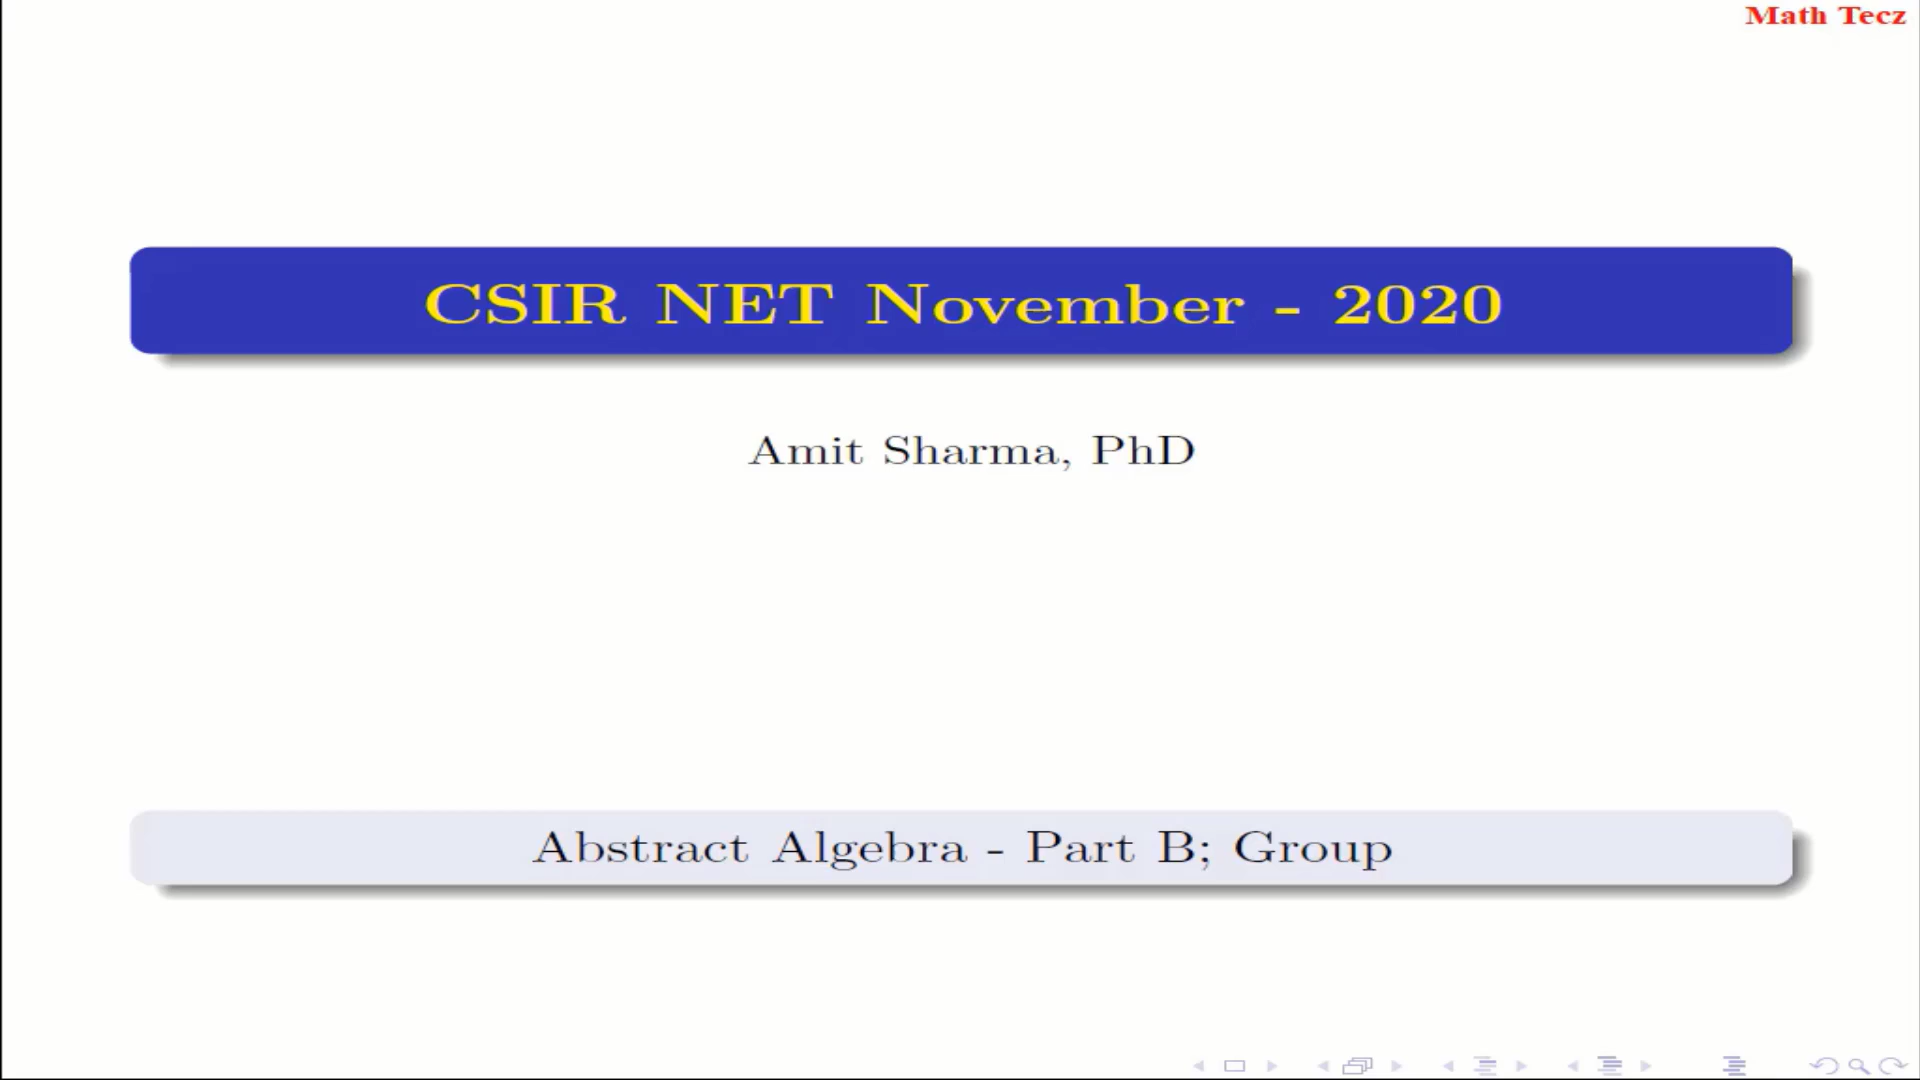 Math Tecz
CSIR NET November - 2020
Amit Sharma, PhD
Abstract Algebra - Part B; Group